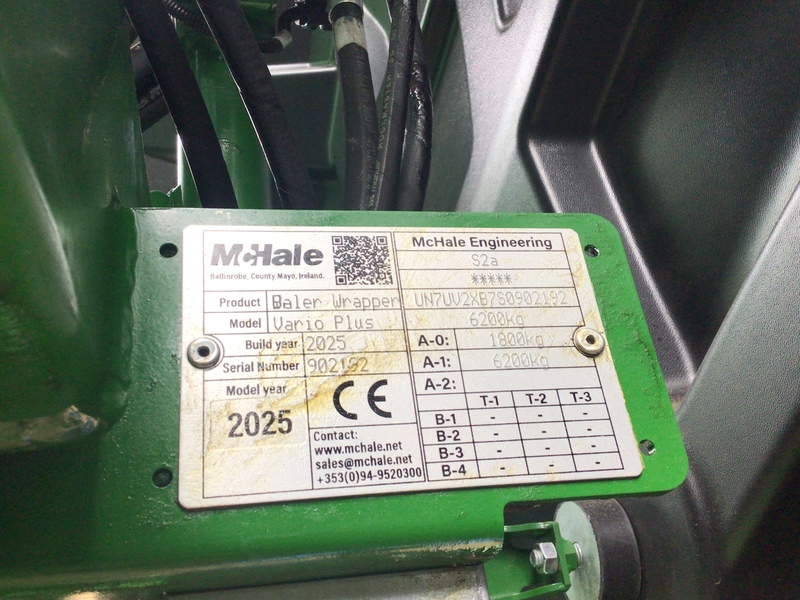 McHale
Ballinrobe, County Mayo, Ireland.
Product Baler Wrapper
Model Vario Plus
Build year 2025
Serial Number 902192
Model year
2025
CE
Contact:
www.mchale.net
sales@mchale.net
+353(0)94-9520300
McHale Engineering
S2a
*****
UN7UV2XB7S0902192
6200kg
A-0: 1800kg
A-1: 6200kg
A-2:
T-1 T-2 T-3
B-1 - - -
B-2 - - -
B-3 - - -
B-4 - - -